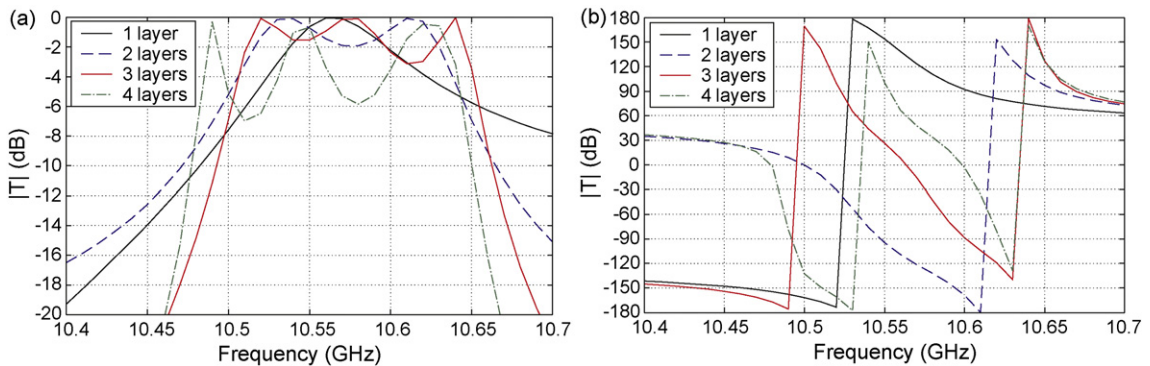 (a)
1 layer
2 layers
3 layers
4 layers
|T| (dB)
0
-2
-4
-6
-8
-10
-12
-14
-16
-18
-20
10.4
10.45
10.5
10.55
10.6
10.65
10.7
Frequency (GHz)
(b)
1 layer
2 layers
3 layers
4 layers
|T| (dB)
180
150
120
90
60
30
0
-30
-60
-90
-120
-150
-180
10.4
10.45
10.5
10.55
10.6
10.65
10.7
Frequency (GHz)